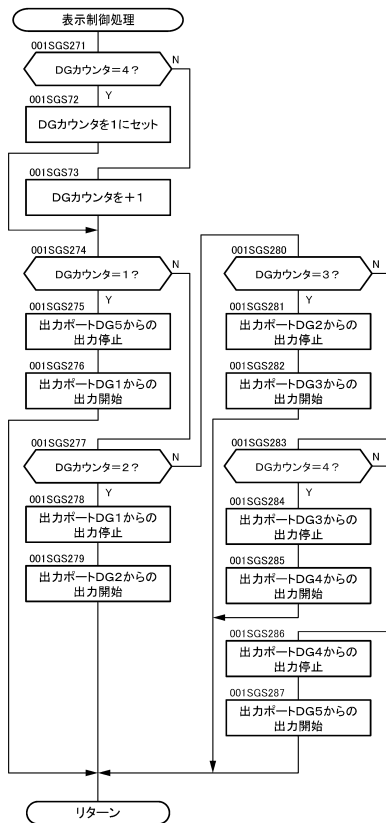 表示制御処理
001SGS271
DGカウンタ=4?
N
Y
001SGS72
DGカウンタを1にセット
001SGS73
DGカウンタを+1
001SGS274
DGカウンタ=1?
N
Y
001SGS275
出力ポートDG5からの
出力停止
001SGS276
出力ポートDG1からの
出力開始
001SGS277
DGカウンタ=2?
N
Y
001SGS278
出力ポートDG1からの
出力停止
001SGS279
出力ポートDG2からの
出力開始
001SGS280
DGカウンタ=3?
N
Y
001SGS281
出力ポートDG2からの
出力停止
001SGS282
出力ポートDG3からの
出力開始
001SGS283
DGカウンタ=4?
N
Y
001SGS284
出力ポートDG3からの
出力停止
001SGS285
出力ポートDG4からの
出力開始
001SGS286
出力ポートDG4からの
出力停止
001SGS287
出力ポートDG5からの
出力開始
リターン